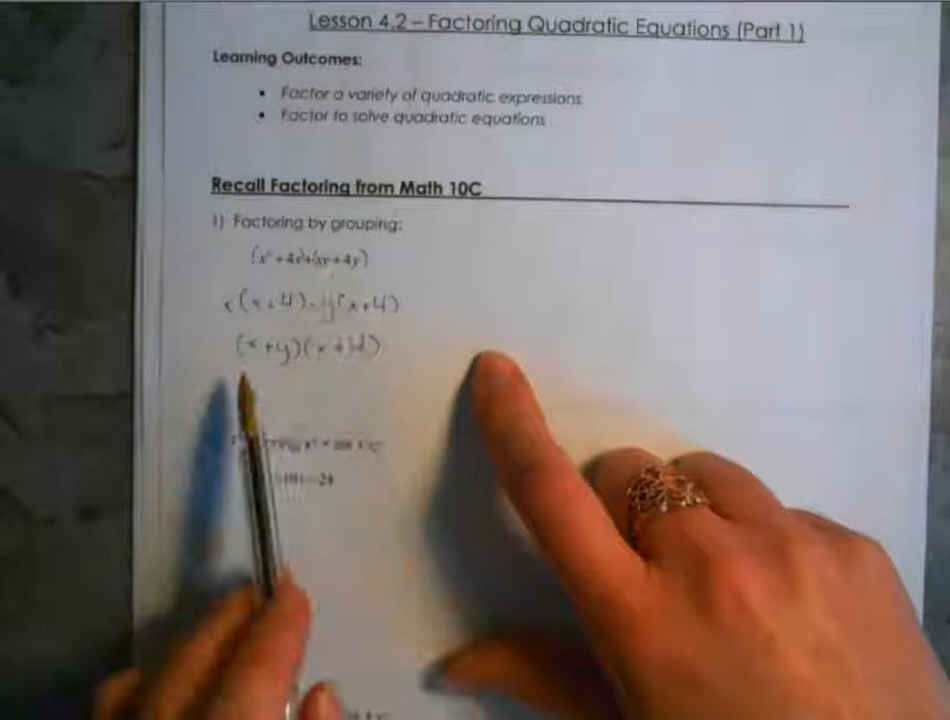 Lesson 4.2 – Factoring Quadratic Equations (Part 1)
Learning Outcomes:
• Factor a variety of quadratic expressions
• Factor to solve quadratic equations
Recall Factoring from Math 10C
1) Factoring by grouping:
(x² + 4x)+(xy + 4y)
x(x+4)+y(x+4)
(x+y)(x+4)